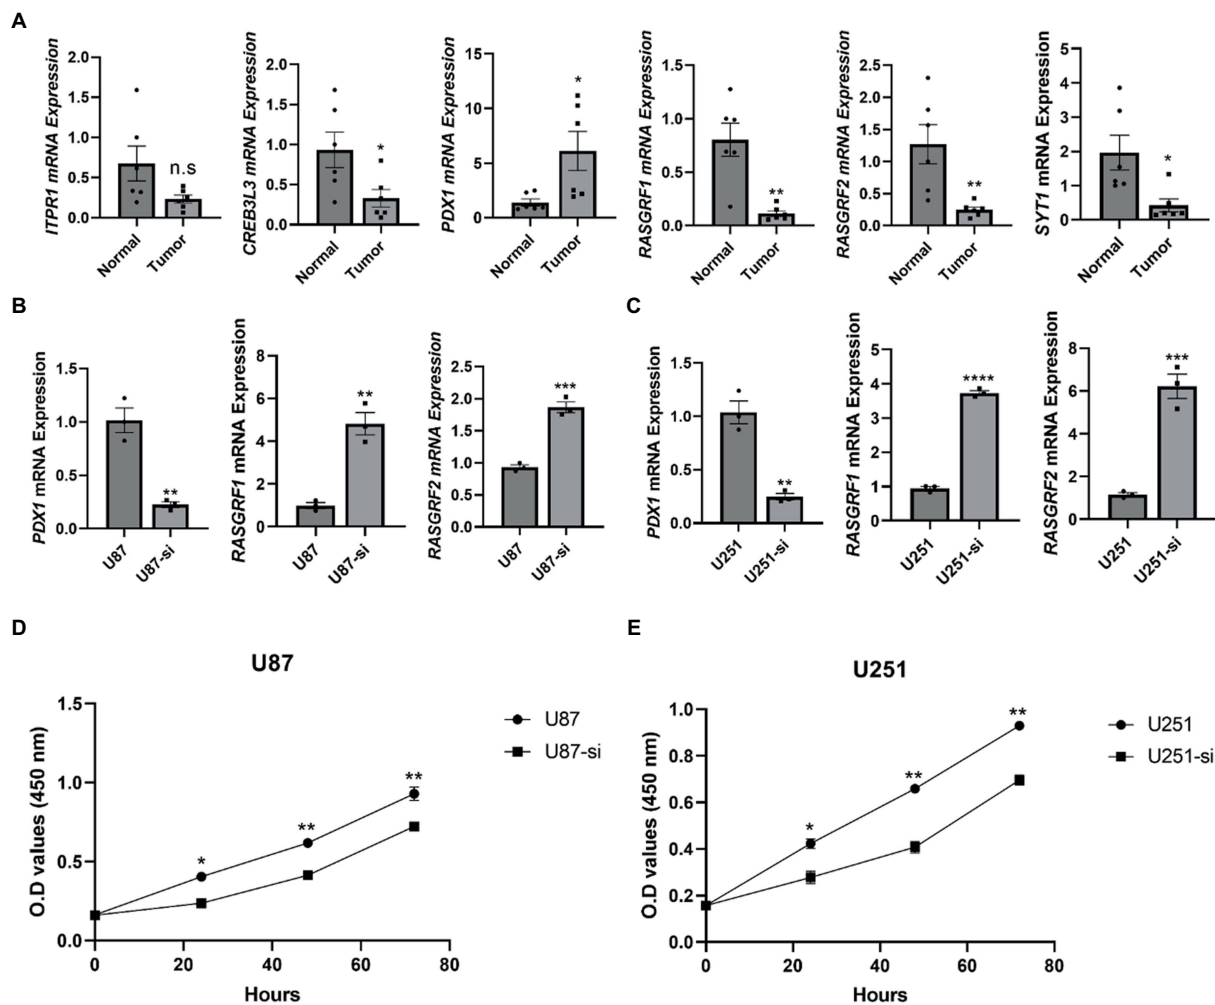 A
ITPR1 mRNA Expression
2.0
1.5
1.0
0.5
0.0
n.s
Normal
Tumor
CREB3L3 mRNA Expression
2.0
1.5
1.0
0.5
0.0
*
Normal
Tumor
PDX1 mRNA Expression
15
10
5
0
*
Normal
Tumor
RASGRF1 mRNA Expression
1.5
1.0
0.5
0.0
**
Normal
Tumor
RASGRF2 mRNA Expression
2.5
2.0
1.5
1.0
0.5
0.0
**
Normal
Tumor
SYT1 mRNA Expression
5
4
3
2
1
0
*
Normal
Tumor
B
PDX1 mRNA Expression
1.5
1.0
0.5
0.0
**
U87
U87-si
RASGRF1 mRNA Expression
8
6
4
2
0
**
U87
U87-si
RASGRF2 mRNA Expression
2.5
2.0
1.5
1.0
0.5
0.0
***
U87
U87-si
C
PDX1 mRNA Expression
1.5
1.0
0.5
0.0
**
U251
U251-si
RASGRF1 mRNA Expression
5
4
3
2
1
0
****
U251
U251-si
RASGRF2 mRNA Expression
8
6
4
2
0
***
U251
U251-si
D
U87
O.D values (450 nm)
1.5
1.0
0.5
0.0
*
**
**
0
20
40
60
80
Hours
U87
U87-si
E
U251
O.D values (450 nm)
1.0
0.8
0.6
0.4
0.2
0.0
*
**
**
0
20
40
60
80
Hours
U251
U251-si